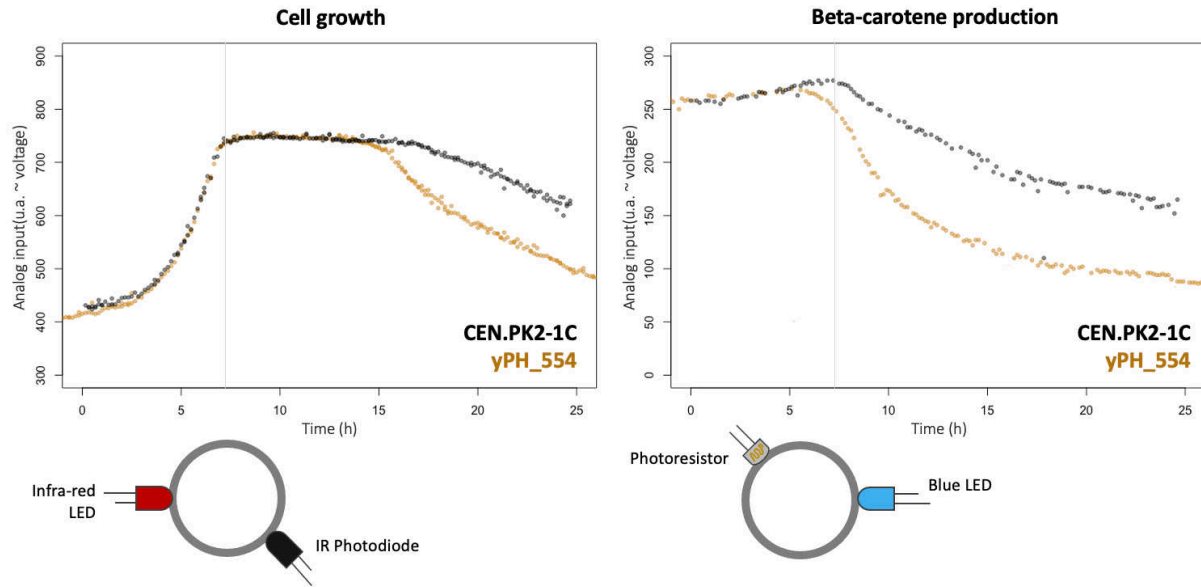 Cell growth
Analog input(u.a. ~ voltage)
900
800
700
600
500
400
300
0
5
10
15
20
25
Time (h)
CEN.PK2-1C
yPH_554
Infra-red
LED
IR Photodiode
Beta-carotene production
Analog input(u.a. ~ voltage)
300
250
200
150
100
50
0
0
5
10
15
20
25
Time (h)
CEN.PK2-1C
yPH_554
Photoresistor
Blue LED